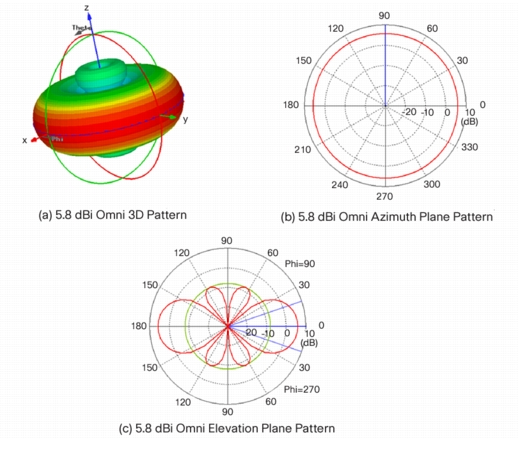 z
Theta
y
x
Phi
(a) 5.8 dBi Omni 3D Pattern
90
120
60
150
30
180
-20 -10 0 10 0
(dB)
210
330
240
300
270
(b) 5.8 dBi Omni Azimuth Plane Pattern
90
120
60
Phi=90
150
30
180
-20 -10 0 10 0
(dB)
150
30
Phi=270
120
60
90
(c) 5.8 dBi Omni Elevation Plane Pattern